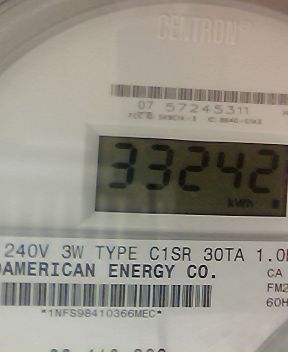 CENTRON®
07 57245311
33242
kWh
240V 3W TYPE C1SR 30TA 1.0
AMERICAN ENERGY CO.
CA
FM2
60H
*1NFS98410366MEC*